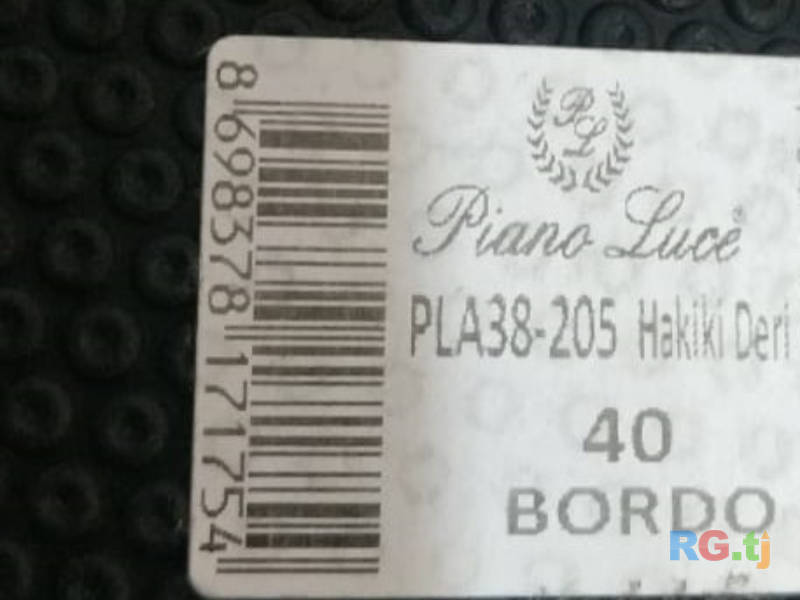 8 698378 171754
PL
Piano Luce
PLA38-205 Hakiki Deri
40
BORDO
RG.tj